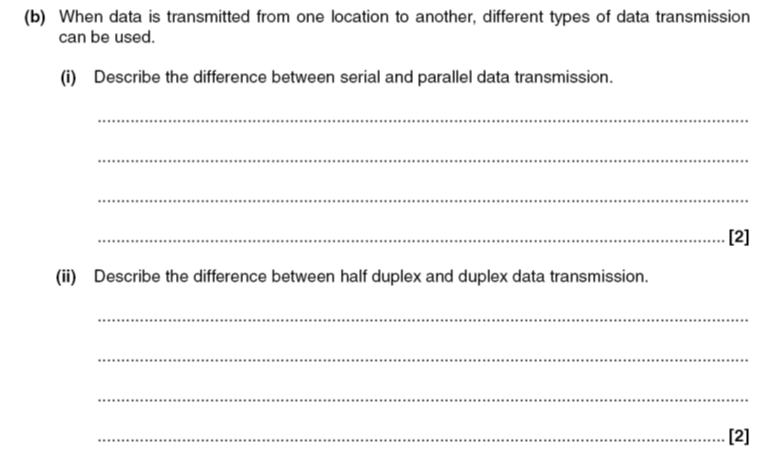 (b) When data is transmitted from one location to another, different types of data transmission
can be used.
(i) Describe the difference between serial and parallel data transmission.
[2]
(ii) Describe the difference between half duplex and duplex data transmission.
[2]